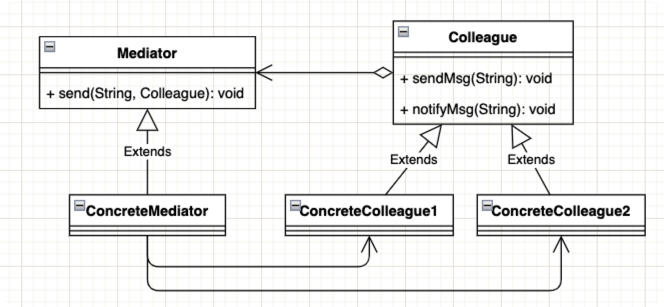 Mediator
+ send(String, Colleague): void
Colleague
+ sendMsg(String): void
+ notifyMsg(String): void
Extends
Extends
Extends
ConcreteMediator
ConcreteColleague1
ConcreteColleague2